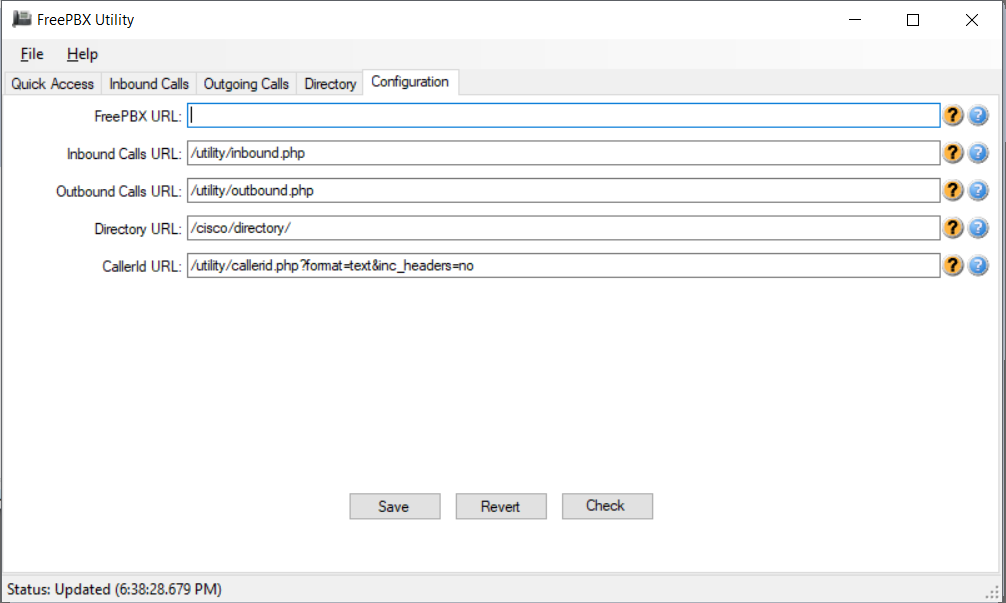 FreePBX Utility
File Help
Quick Access Inbound Calls Outgoing Calls Directory Configuration
FreePBX URL: ? ?
Inbound Calls URL: /utility/inbound.php ? ?
Outbound Calls URL: /utility/outbound.php ? ?
Directory URL: /cisco/directory/ ? ?
CallerId URL: /utility/callerid.php?format=text&inc_headers=no ? ?
Save Revert Check
Status: Updated (6:38:28.679 PM)